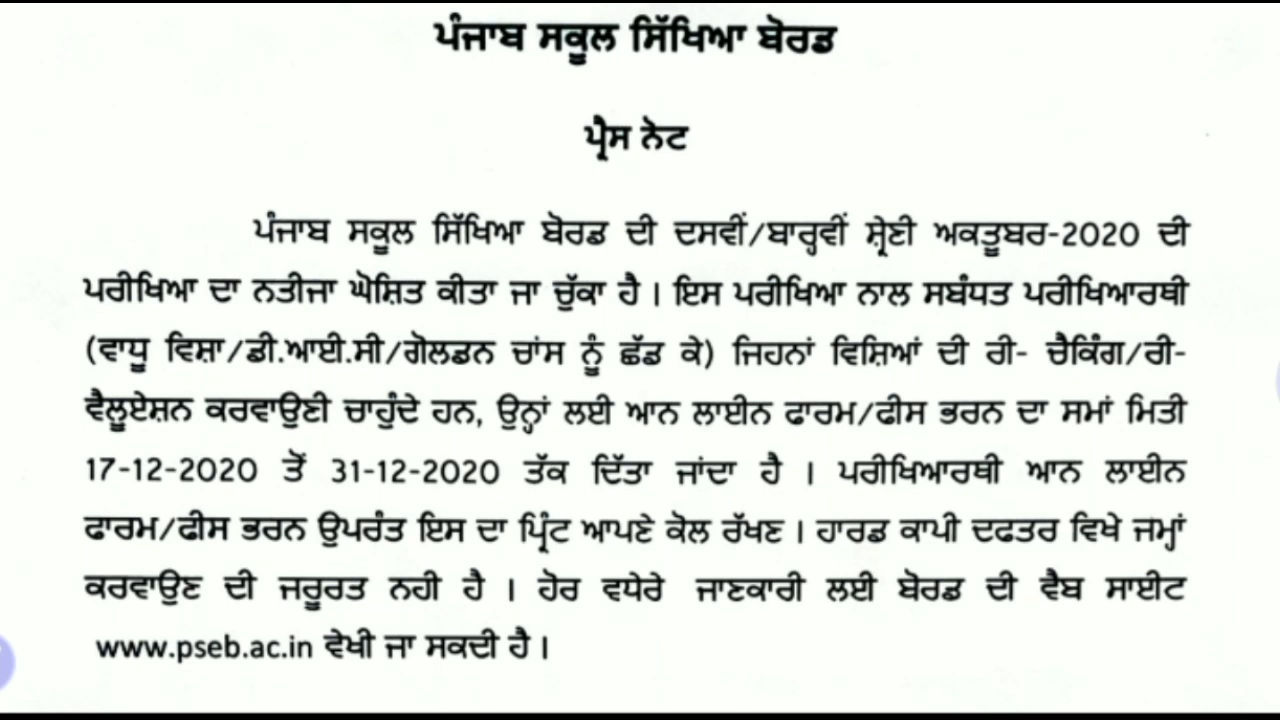 ਪੰਜਾਬ ਸਕੂਲ ਸਿੱਖਿਆ ਬੋਰਡ
ਪ੍ਰੈਸ ਨੋਟ
ਪੰਜਾਬ ਸਕੂਲ ਸਿੱਖਿਆ ਬੋਰਡ ਦੀ ਦਸਵੀਂ/ਬਾਰ੍ਹਵੀਂ ਸ਼੍ਰੇਣੀ ਅਕਤੂਬਰ-2020 ਦੀ
ਪਰੀਖਿਆ ਦਾ ਨਤੀਜਾ ਘੋਸ਼ਿਤ ਕੀਤਾ ਜਾ ਚੁੱਕਾ ਹੈ । ਇਸ ਪਰੀਖਿਆ ਨਾਲ ਸਬੰਧਤ ਪਰੀਖਿਆਰਥੀ
(ਵਾਧੂ ਵਿਸ਼ਾ/ਡੀ.ਆਈ.ਸੀ/ਗੋਲਡਨ ਚਾਂਸ ਨੂੰ ਛੱਡ ਕੇ) ਜਿਹਨਾਂ ਵਿਸ਼ਿਆਂ ਦੀ ਰੀ- ਚੈਕਿੰਗ/ਰੀ-
ਵੈਲੂਏਸ਼ਨ ਕਰਵਾਉਣੀ ਚਾਹੁੰਦੇ ਹਨ, ਉਨ੍ਹਾਂ ਲਈ ਆਨ ਲਾਈਨ ਫਾਰਮ/ਫੀਸ ਭਰਨ ਦਾ ਸਮਾਂ ਮਿਤੀ
17-12-2020 ਤੋਂ 31-12-2020 ਤੱਕ ਦਿੱਤਾ ਜਾਂਦਾ ਹੈ । ਪਰੀਖਿਆਰਥੀ ਆਨ ਲਾਈਨ
ਫਾਰਮ/ਫੀਸ ਭਰਨ ਉਪਰੰਤ ਇਸ ਦਾ ਪ੍ਰਿੰਟ ਆਪਣੇ ਕੋਲ ਰੱਖਣ । ਹਾਰਡ ਕਾਪੀ ਦਫਤਰ ਵਿਖੇ ਜਮ੍ਹਾਂ
ਕਰਵਾਉਣ ਦੀ ਜਰੂਰਤ ਨਹੀ ਹੈ । ਹੋਰ ਵਧੇਰੇ ਜਾਣਕਾਰੀ ਲਈ ਬੋਰਡ ਦੀ ਵੈਬ ਸਾਈਟ
www.pseb.ac.in ਵੇਖੀ ਜਾ ਸਕਦੀ ਹੈ ।